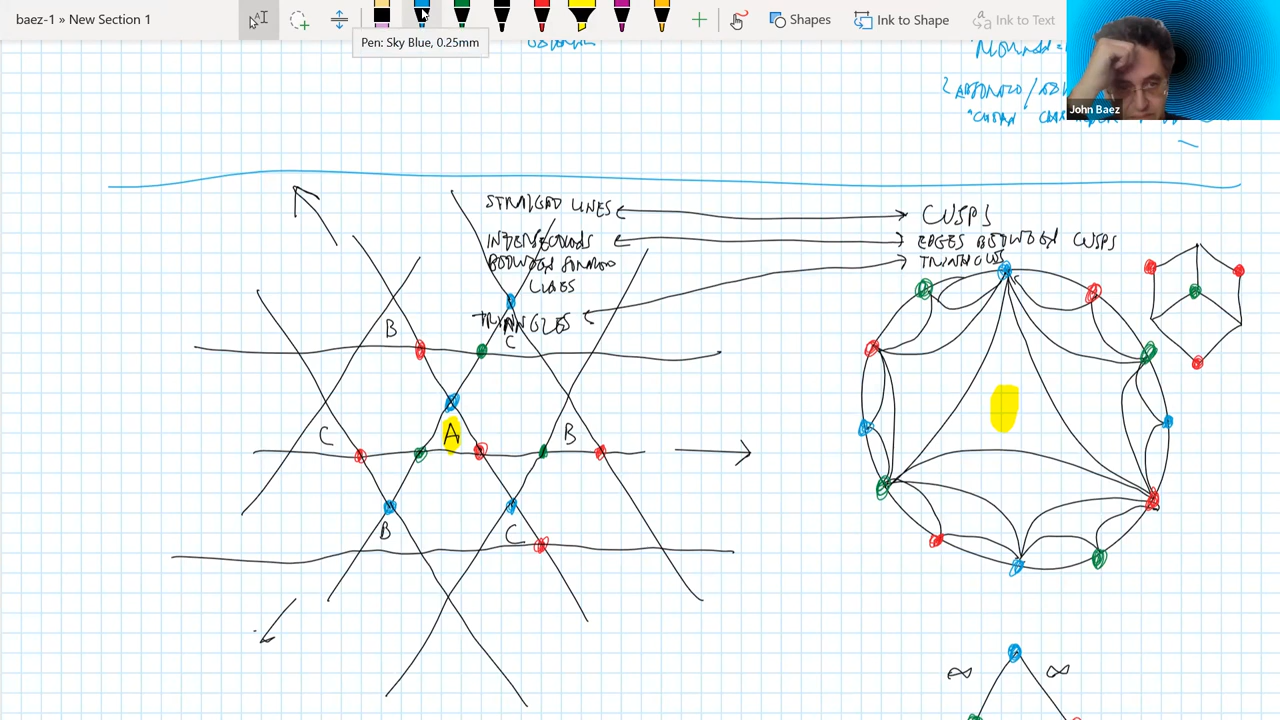 baez-1 » New Section 1
Shapes
Ink to Shape
Ink to Text
Pen: Sky Blue, 0.25mm
John Baez
STRAIGHT LINES
CUSPS
INTERSECTIONS
EDGES BETWEEN CUSPS
BETWEEN
LINES
TRIANGLES
TRIANGLES
C
B
C
A
B
B
C
∞ ∞